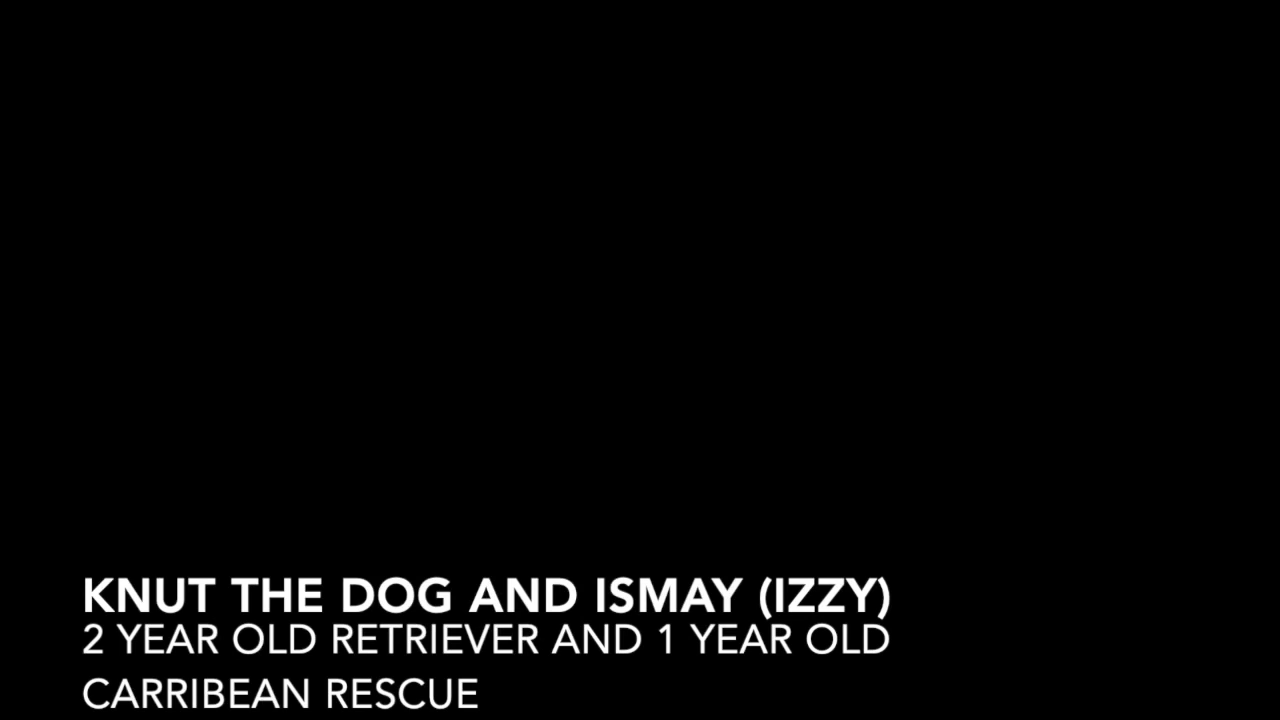 KNUT THE DOG AND ISMAY (IZZY)
2 YEAR OLD RETRIEVER AND 1 YEAR OLD
CARRIBEAN RESCUE